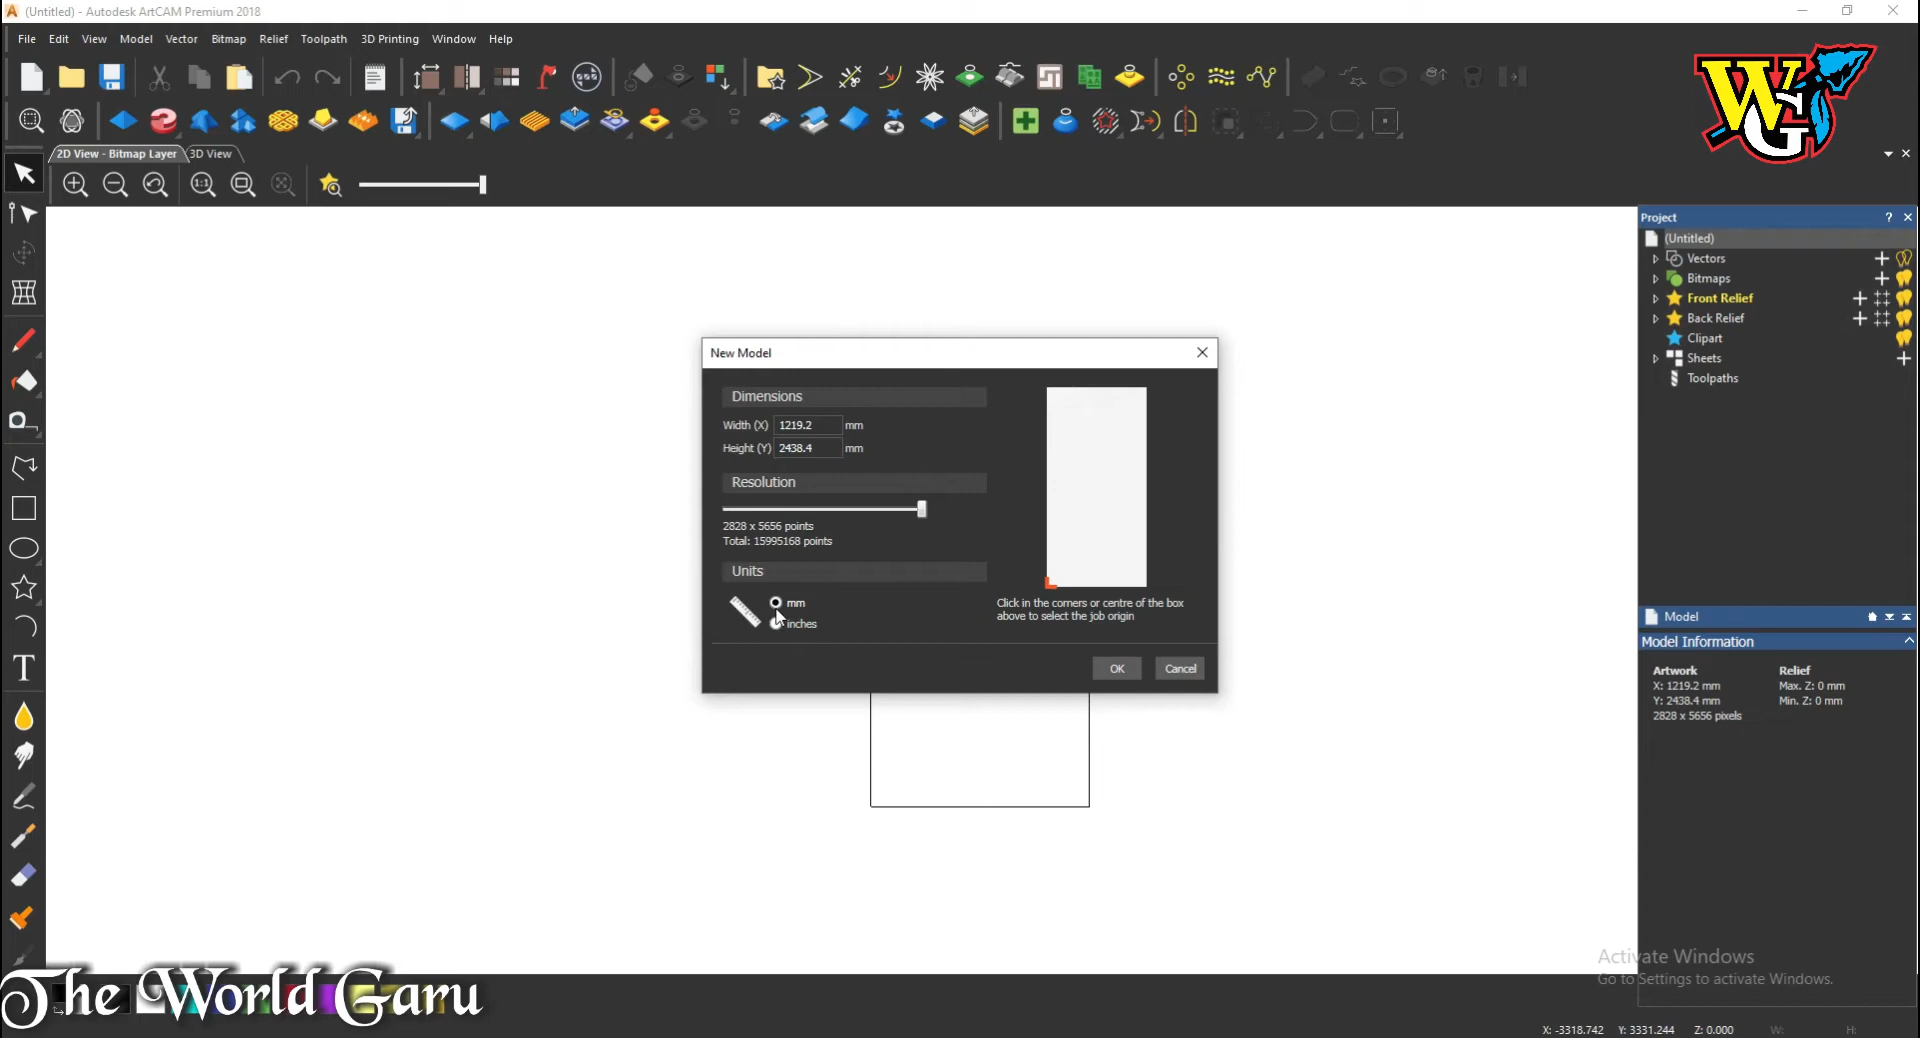 (Untitled) - Autodesk ArtCAM Premium 2018
File Edit View Model Vector Bitmap Relief Toolpath 3D Printing Window Help
WG
2D View - Bitmap Layer 3D View
1:1
Project ?
(Untitled)
Vectors
Bitmaps
Front Relief
Back Relief
Clipart
Sheets
Toolpaths
New Model
Dimensions
Width (X) 1219.2 mm
Height (Y) 2438.4 mm
Resolution
2828 x 5656 points
Total: 15995168 points
Units
mm
inches
Click in the corners or centre of the box
above to select the job origin
OK Cancel
Model
Model Information
Artwork Relief
X: 1219.2 mm Max. Z: 0 mm
Y: 2438.4 mm Min. Z: 0 mm
2828 x 5656 pixels
T
Activate Windows
Go to Settings to activate Windows.
The World Garu
X: -3318.742 Y: 3331.244 Z: 0.000 W: H: